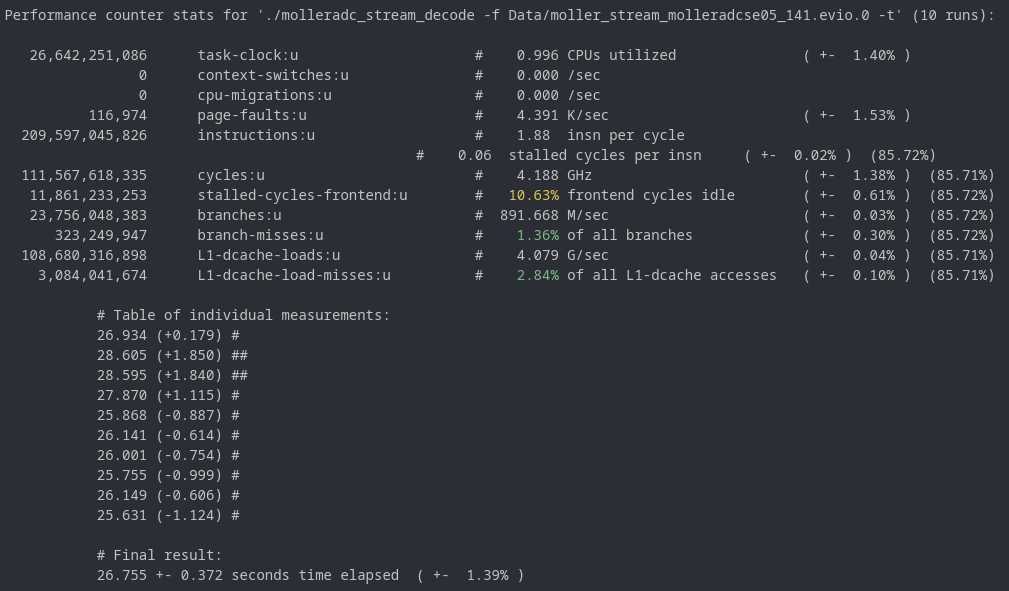 Performance counter stats for './molleradc_stream_decode -f Data/moller_stream_molleradcse05_141.evio.0 -t' (10 runs):
26,642,251,086 task-clock:u # 0.996 CPUs utilized ( +- 1.40% )
0 context-switches:u # 0.000 /sec
0 cpu-migrations:u # 0.000 /sec
116,974 page-faults:u # 4.391 K/sec ( +- 1.53% )
209,597,045,826 instructions:u # 1.88 insn per cycle
# 0.06 stalled cycles per insn ( +- 0.02% ) (85.72%)
111,567,618,335 cycles:u # 4.188 GHz ( +- 1.38% ) (85.71%)
11,861,233,253 stalled-cycles-frontend:u # 10.63% frontend cycles idle ( +- 0.61% ) (85.72%)
23,756,048,383 branches:u # 891.668 M/sec ( +- 0.03% ) (85.72%)
323,249,947 branch-misses:u # 1.36% of all branches ( +- 0.30% ) (85.72%)
108,680,316,898 L1-dcache-loads:u # 4.079 G/sec ( +- 0.04% ) (85.71%)
3,084,041,674 L1-dcache-load-misses:u # 2.84% of all L1-dcache accesses ( +- 0.10% ) (85.71%)
# Table of individual measurements:
26.934 (+0.179) #
28.605 (+1.850) ##
28.595 (+1.840) ##
27.870 (+1.115) #
25.868 (-0.887) #
26.141 (-0.614) #
26.001 (-0.754) #
25.755 (-0.999) #
26.149 (-0.606) #
25.631 (-1.124) #
# Final result:
26.755 +- 0.372 seconds time elapsed ( +- 1.39% )